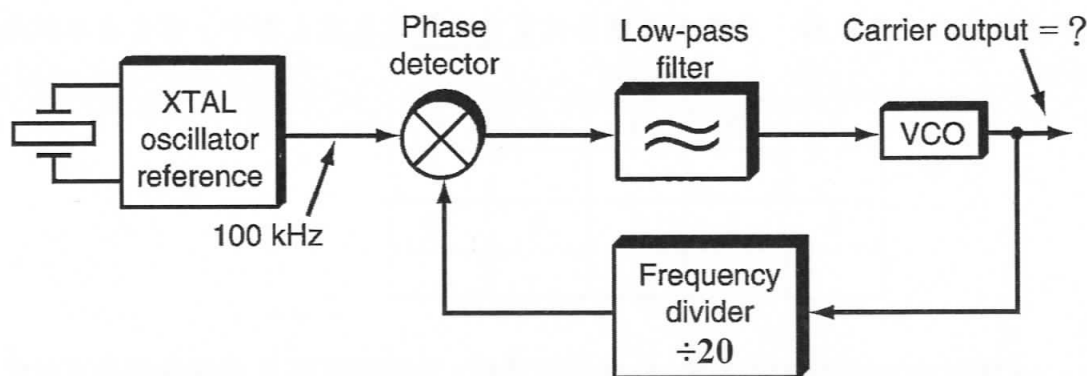 Phase
detector
Low-pass
filter
Carrier output = ?
XTAL
oscillator
reference
VCO
100 kHz
Frequency
divider
÷20